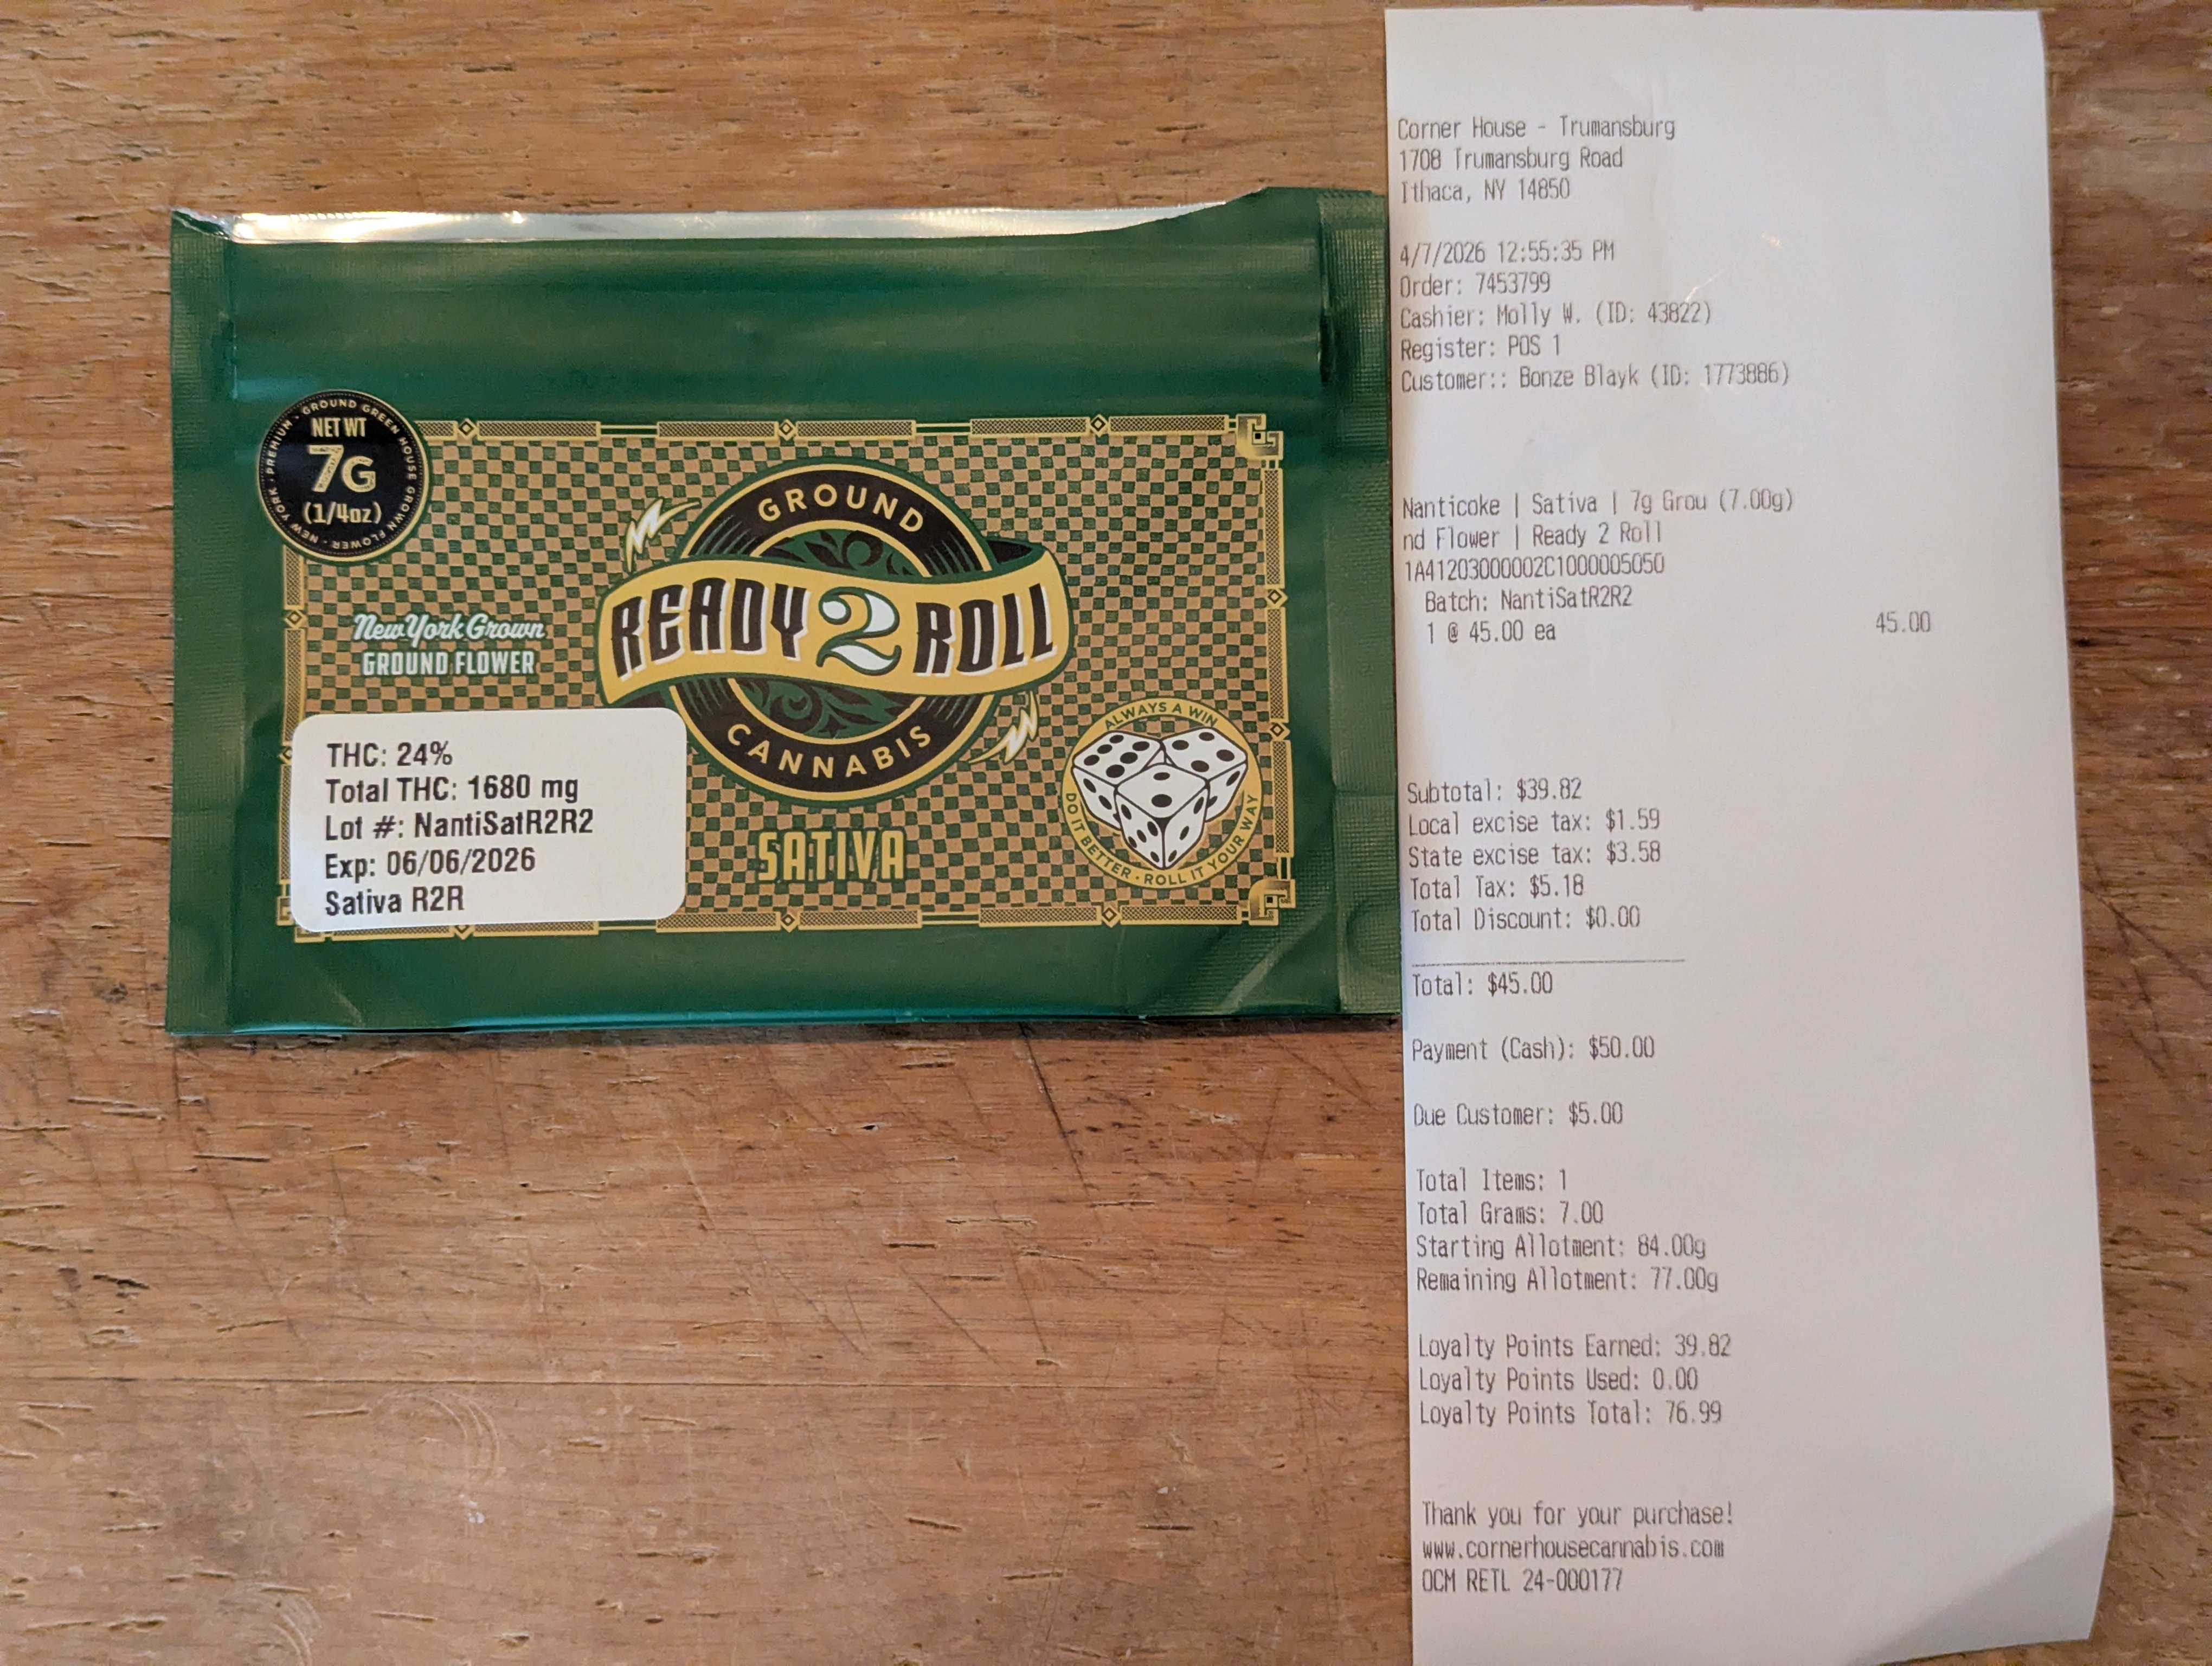 NET WT
7G
(1/4oz)
PREMIUM · GROUND GREEN HOUSE GROWN FLOWER · NEW YORK ·
New York Grown
GROUND FLOWER
GROUND
READY 2 ROLL
CANNABIS
SATIVA
ALWAYS A WIN
DO IT BETTER · ROLL IT YOUR WAY
THC: 24%
Total THC: 1680 mg
Lot #: NantiSatR2R2
Exp: 06/06/2026
Sativa R2R
Corner House - Trumansburg
1708 Trumansburg Road
Ithaca, NY 14850
4/7/2026 12:55:35 PM
Order: 7453799
Cashier: Molly W. (ID: 43822)
Register: POS 1
Customer:: Bonze Blayk (ID: 1773886)
Nanticoke | Sativa | 7g Grou (7.00g)
nd Flower | Ready 2 Roll
1A41203000002C1000005050
Batch: NantiSatR2R2
1 @ 45.00 ea 45.00
Subtotal: $39.82
Local excise tax: $1.59
State excise tax: $3.58
Total Tax: $5.18
Total Discount: $0.00
Total: $45.00
Payment (Cash): $50.00
Due Customer: $5.00
Total Items: 1
Total Grams: 7.00
Starting Allotment: 84.00g
Remaining Allotment: 77.00g
Loyalty Points Earned: 39.82
Loyalty Points Used: 0.00
Loyalty Points Total: 76.99
Thank you for your purchase!
www.cornerhousecannabis.com
OCM RETL 24-000177